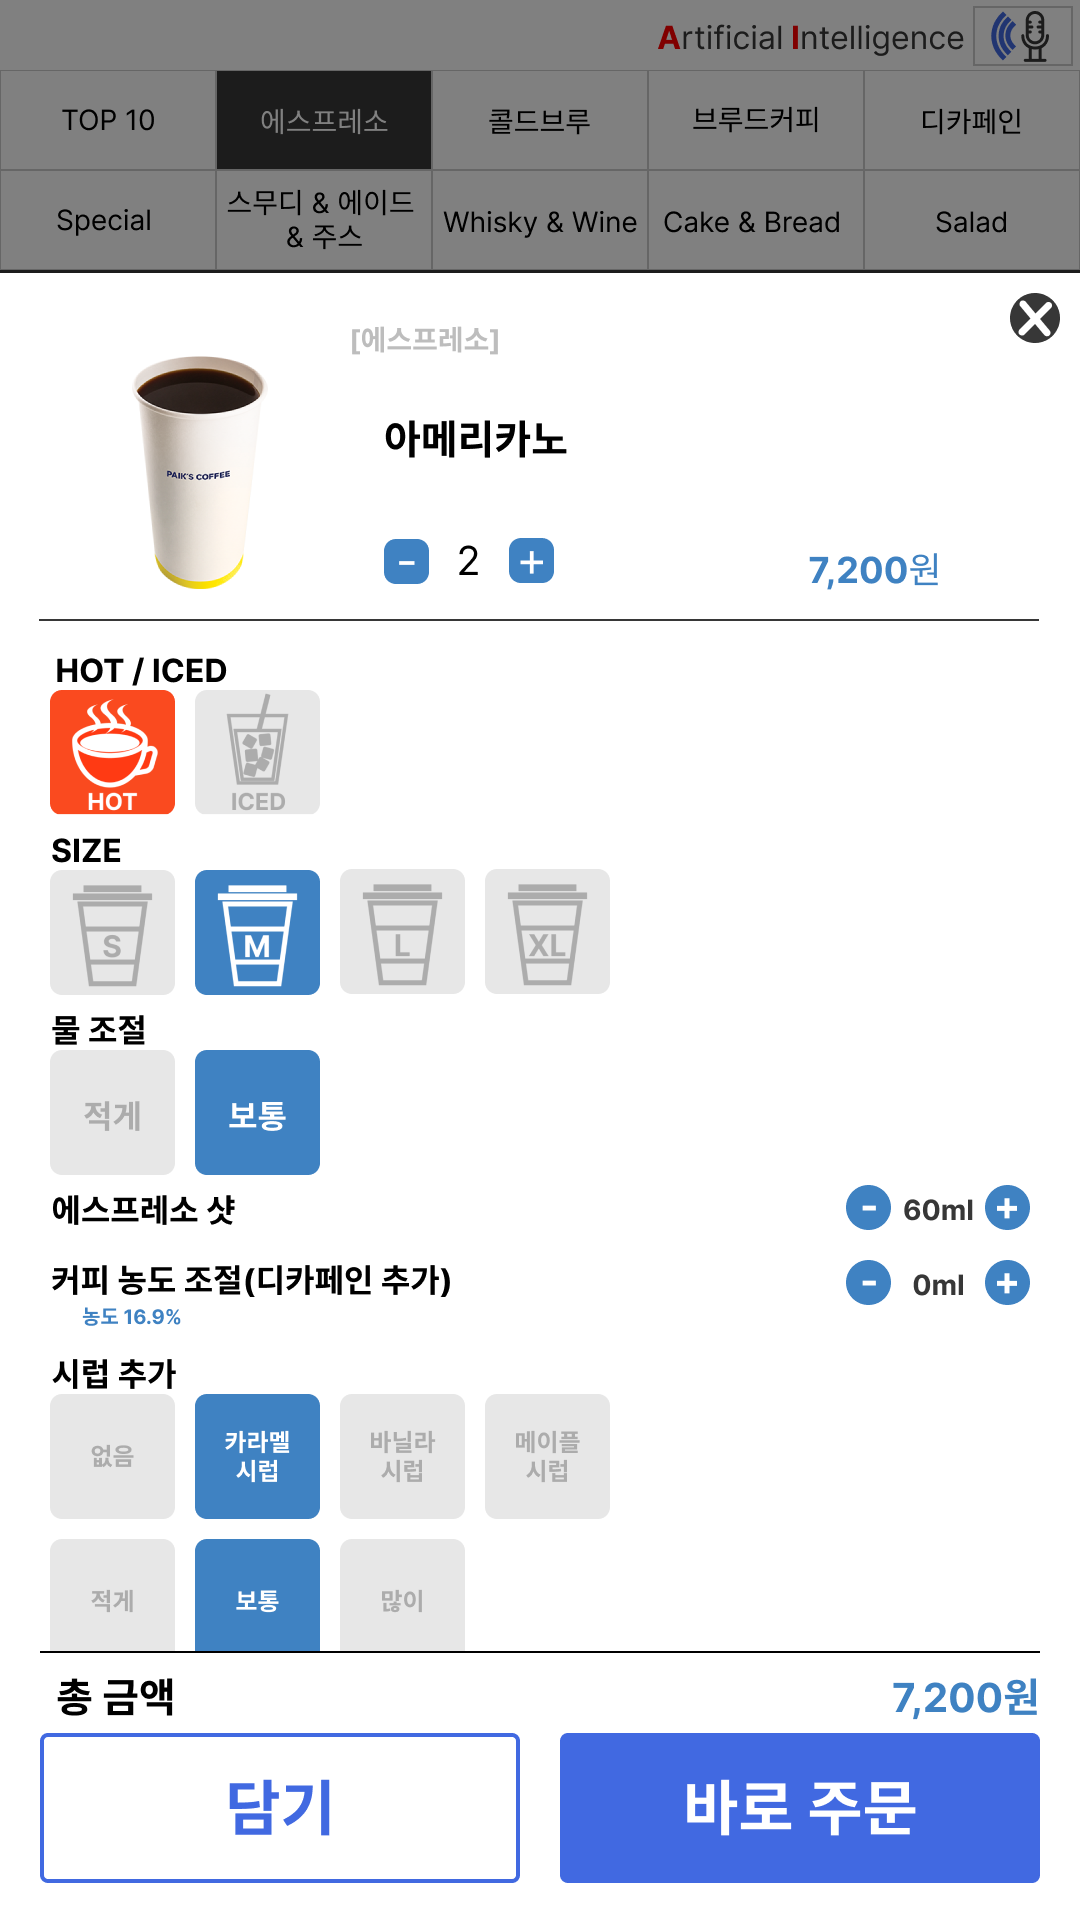 Artificial Intelligence
TOP 10
에스프레소
콜드브루
브루드커피
디카페인
Special
스무디 & 에이드
& 주스
Whisky & Wine
Cake & Bread
Salad
[에스프레소]
아메리카노
PAIK'S COFFEE
- 2 +
7,200원
HOT / ICED
HOT
ICED
SIZE
S
M
L
XL
물 조절
적게
보통
에스프레소 샷
- 60ml +
커피 농도 조절(디카페인 추가)
- 0ml +
농도 16.9%
시럽 추가
없음
카라멜
시럽
바닐라
시럽
메이플
시럽
적게
보통
많이
총 금액
7,200원
담기
바로 주문